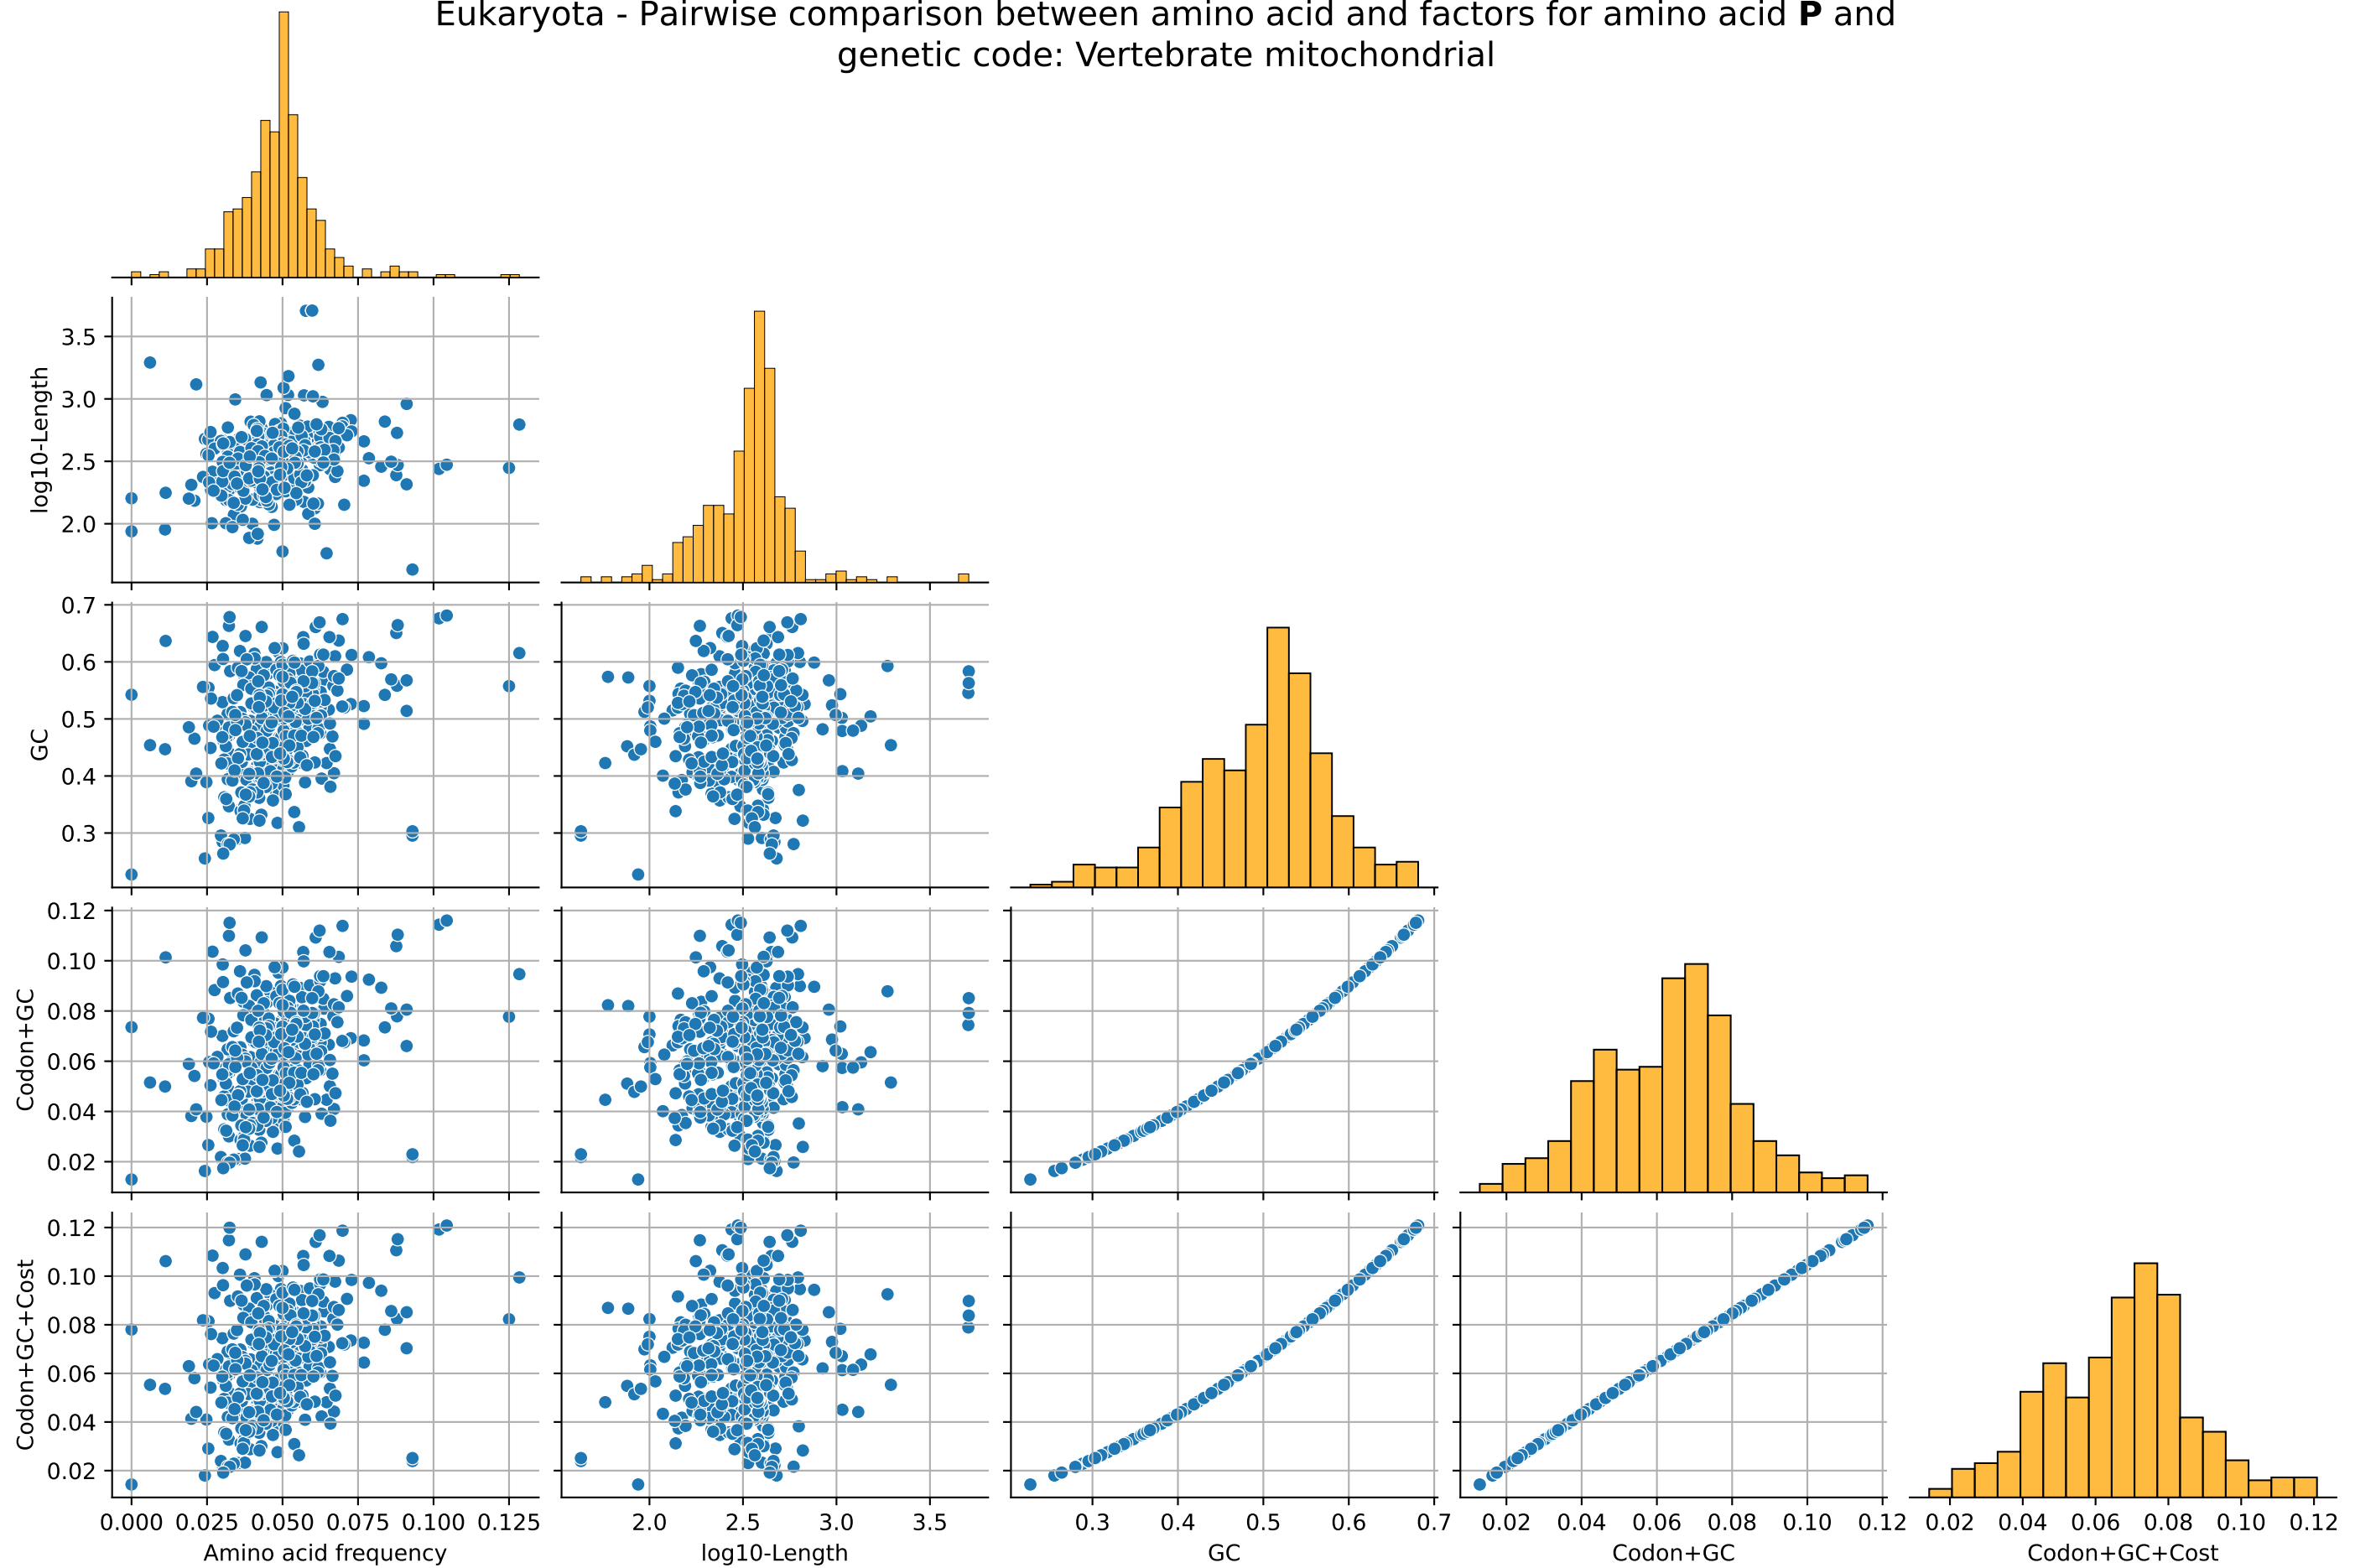 Eukaryota - Pairwise comparison between amino acid and factors for amino acid P and
genetic code: Vertebrate mitochondrial
3.5
3.0
2.5
2.0
log10-Length
0.7
0.6
0.5
0.4
0.3
GC
0.12
0.10
0.08
0.06
0.04
0.02
Codon+GC
0.12
0.10
0.08
0.06
0.04
0.02
Codon+GC+Cost
0.000 0.025 0.050 0.075 0.100 0.125
Amino acid frequency
2.0 2.5 3.0 3.5
log10-Length
0.3 0.4 0.5 0.6 0.7
GC
0.02 0.04 0.06 0.08 0.10 0.12
Codon+GC
0.02 0.04 0.06 0.08 0.10 0.12
Codon+GC+Cost